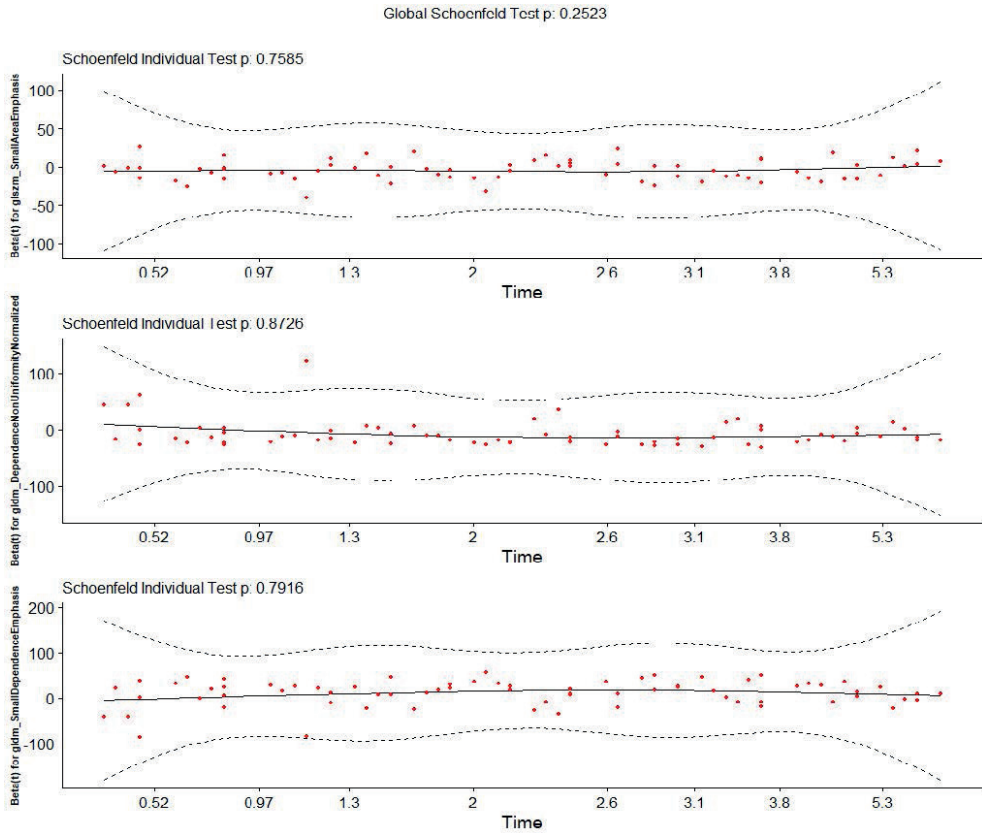 Global Schoenfeld Test p: 0.2523
Schoenfeld Individual Test p: 0.7585
Beta(t) for glszm_SmallAreaEmphasis
100
50
0
-50
-100
0.52 0.97 1.3 2 2.6 3.1 3.8 5.3
Time
Schoenfeld Individual Test p: 0.8726
Beta(t) for gldm_DependenceNonUniformityNormalized
100
0
-100
0.52 0.97 1.3 2 2.6 3.1 3.8 5.3
Time
Schoenfeld Individual Test p: 0.7916
Beta(t) for gldm_SmallDependenceEmphasis
200
100
0
-100
0.52 0.97 1.3 2 2.6 3.1 3.8 5.3
Time